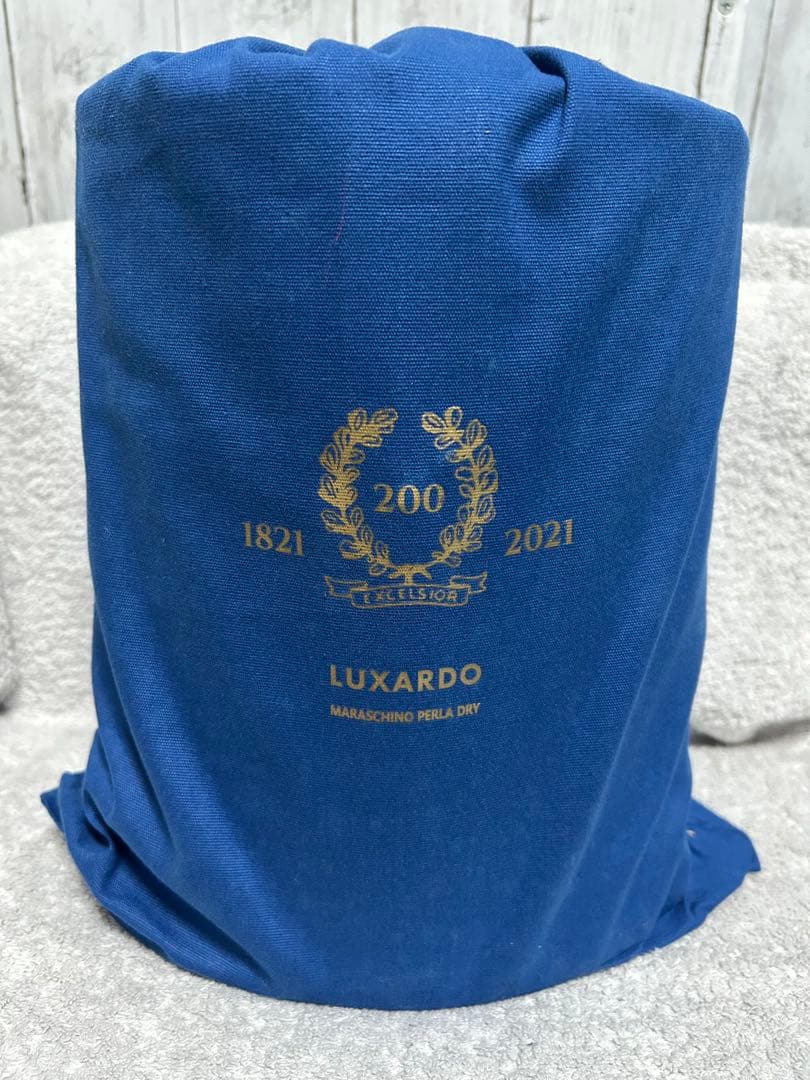 200
1821 2021
EXCELSIOR
LUXARDO
MARASCHINO PERLA DRY